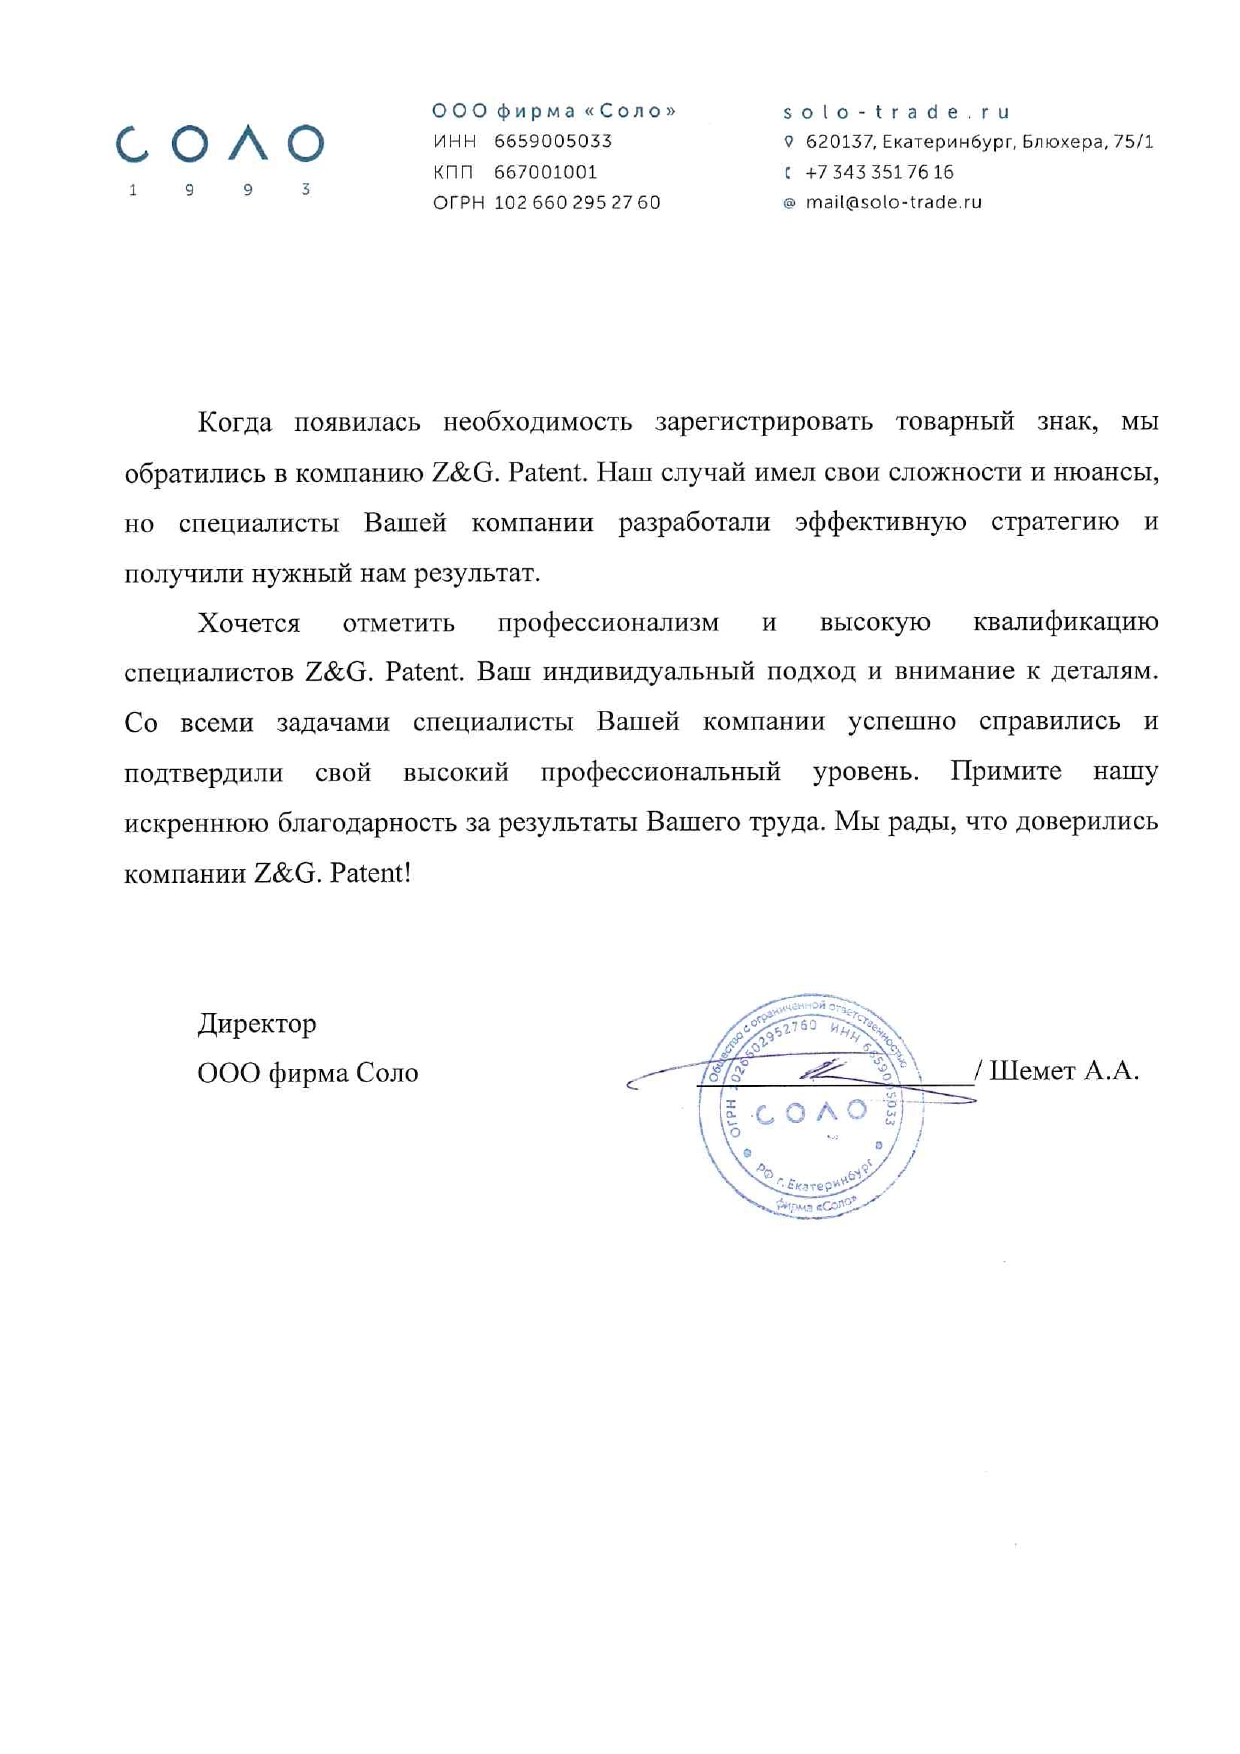 СОЛО
1 9 9 3
ООО фирма «Соло»
ИНН 6659005033
КПП 667001001
ОГРН 102 660 295 27 60
solo-trade.ru
620137, Екатеринбург, Блюхера, 75/1
+7 343 351 76 16
mail@solo-trade.ru
Когда появилась необходимость зарегистрировать товарный знак, мы
обратились в компанию Z&G. Patent. Наш случай имел свои сложности и нюансы,
но специалисты Вашей компании разработали эффективную стратегию и
получили нужный нам результат.
Хочется отметить профессионализм и высокую квалификацию
специалистов Z&G. Patent. Ваш индивидуальный подход и внимание к деталям.
Со всеми задачами специалисты Вашей компании успешно справились и
подтвердили свой высокий профессиональный уровень. Примите нашу
искреннюю благодарность за результаты Вашего труда. Мы рады, что доверились
компании Z&G. Patent!
Директор
ООО фирма Соло
/ Шемет А.А.
Общество с ограниченной ответственностью
ОГРН 1026602952760 ИНН 6659005033
СОЛО
РФ г. Екатеринбург
фирма «Соло»